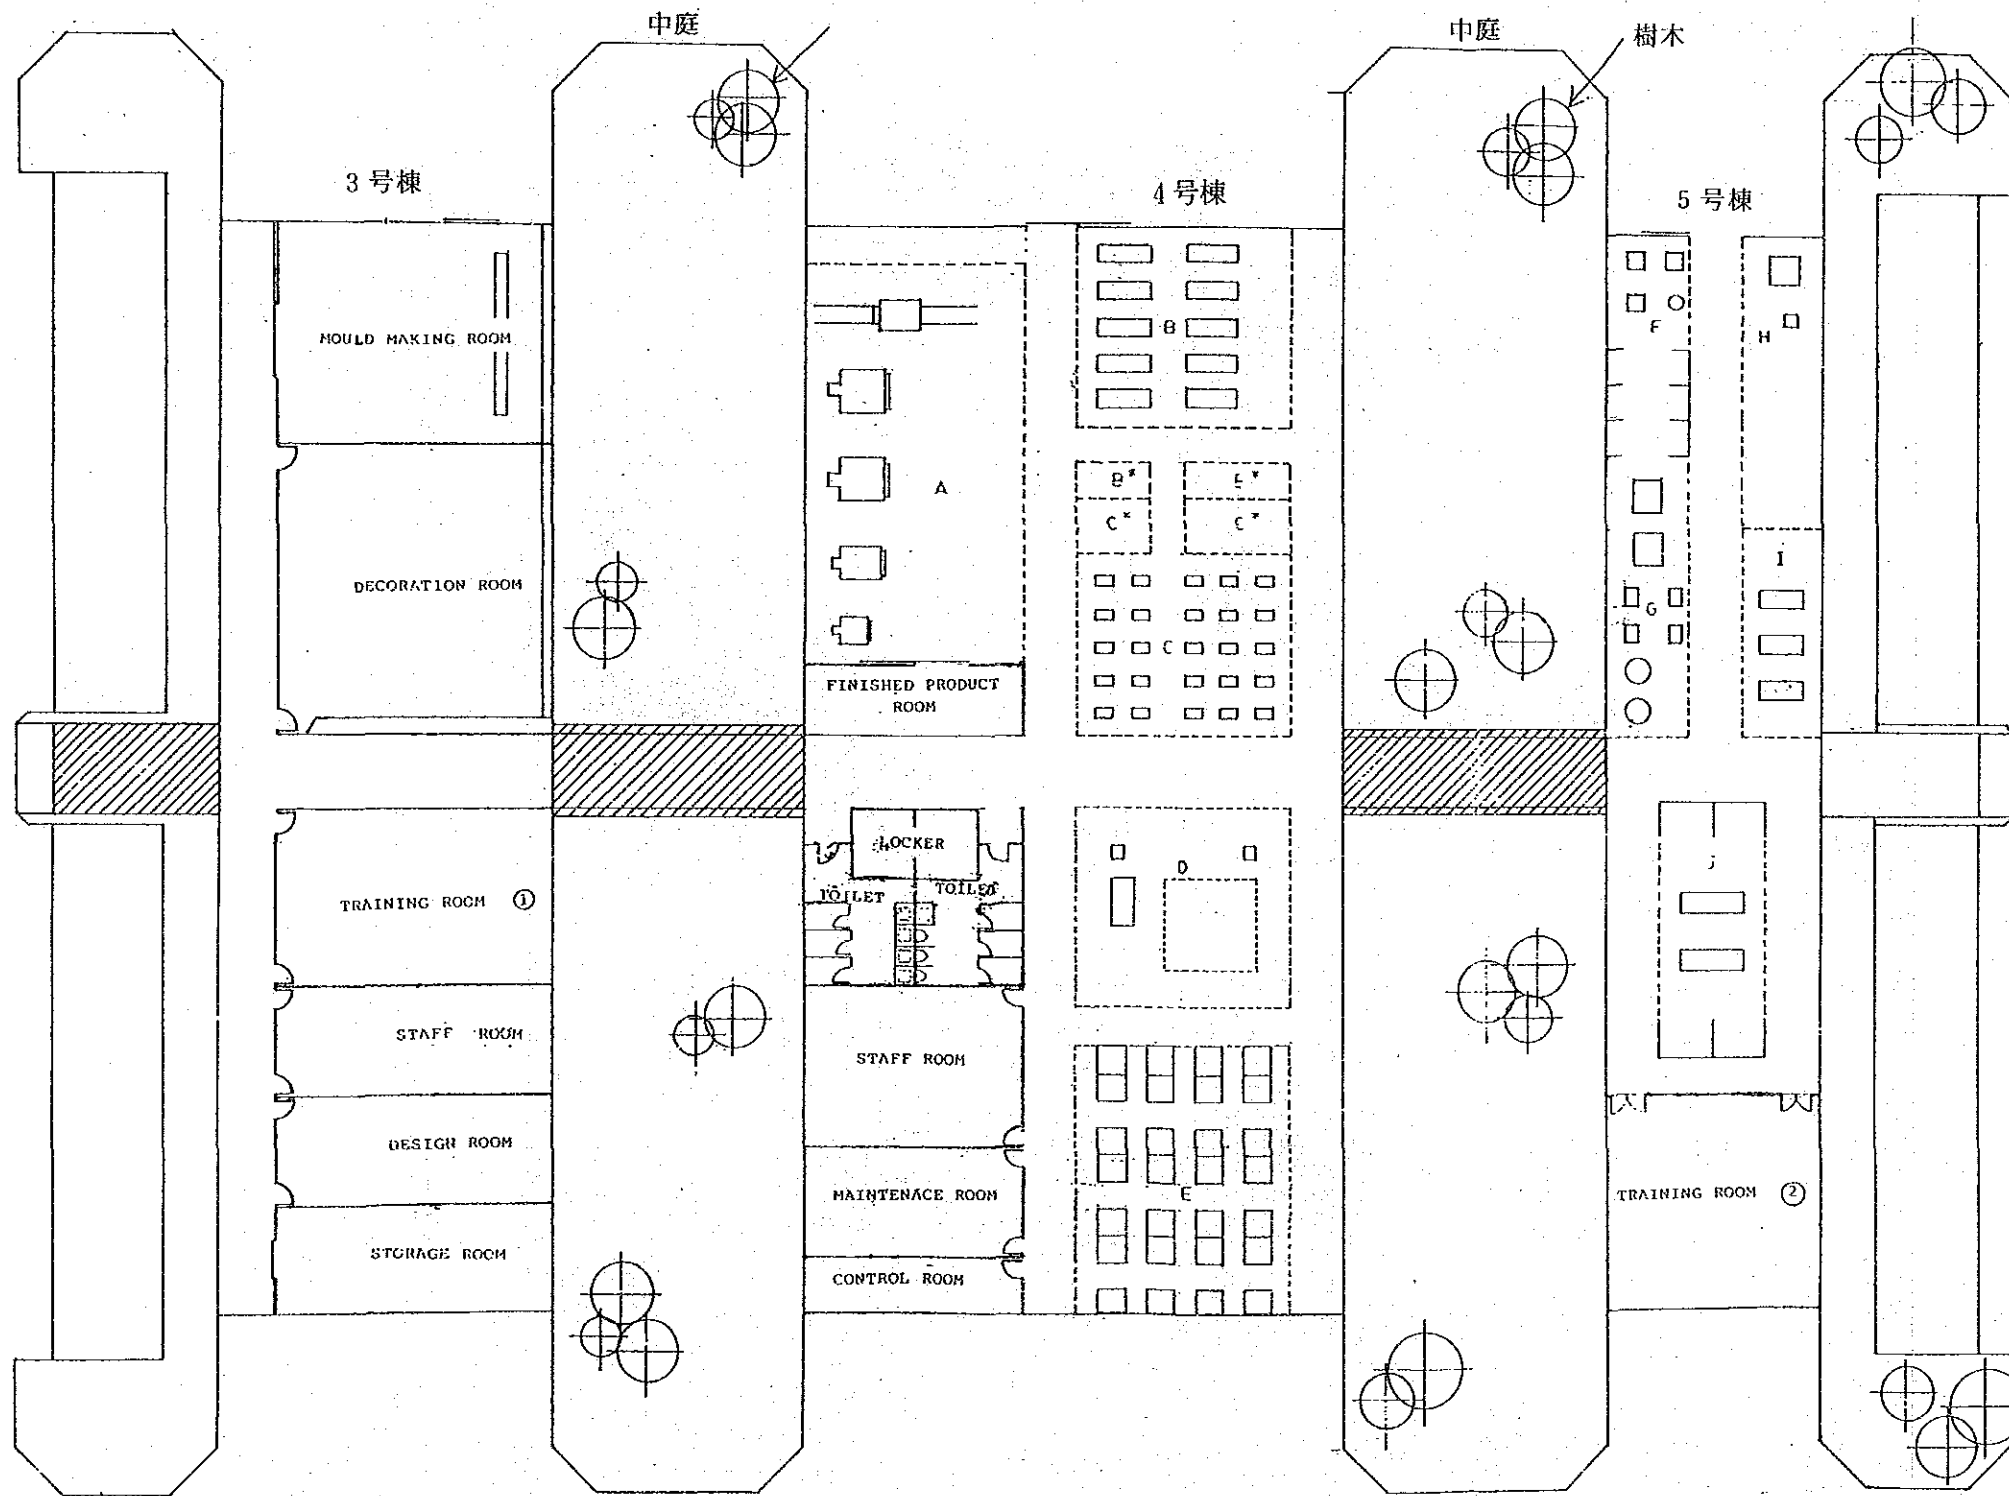 中庭
中庭
樹木
3号棟
4号棟
5号棟
MOULD MAKING ROOM
DECORATION ROOM
A
B
B*
E*
C*
C*
C
FINISHED PRODUCT
ROOM
F
H
I
G
LOCKER
TOILET
TOILET
D
J
TRAINING ROOM ①
STAFF ROOM
DESIGN ROOM
STORAGE ROOM
STAFF ROOM
MAINTENACE ROOM
CONTROL ROOM
E
TRAINING ROOM ②